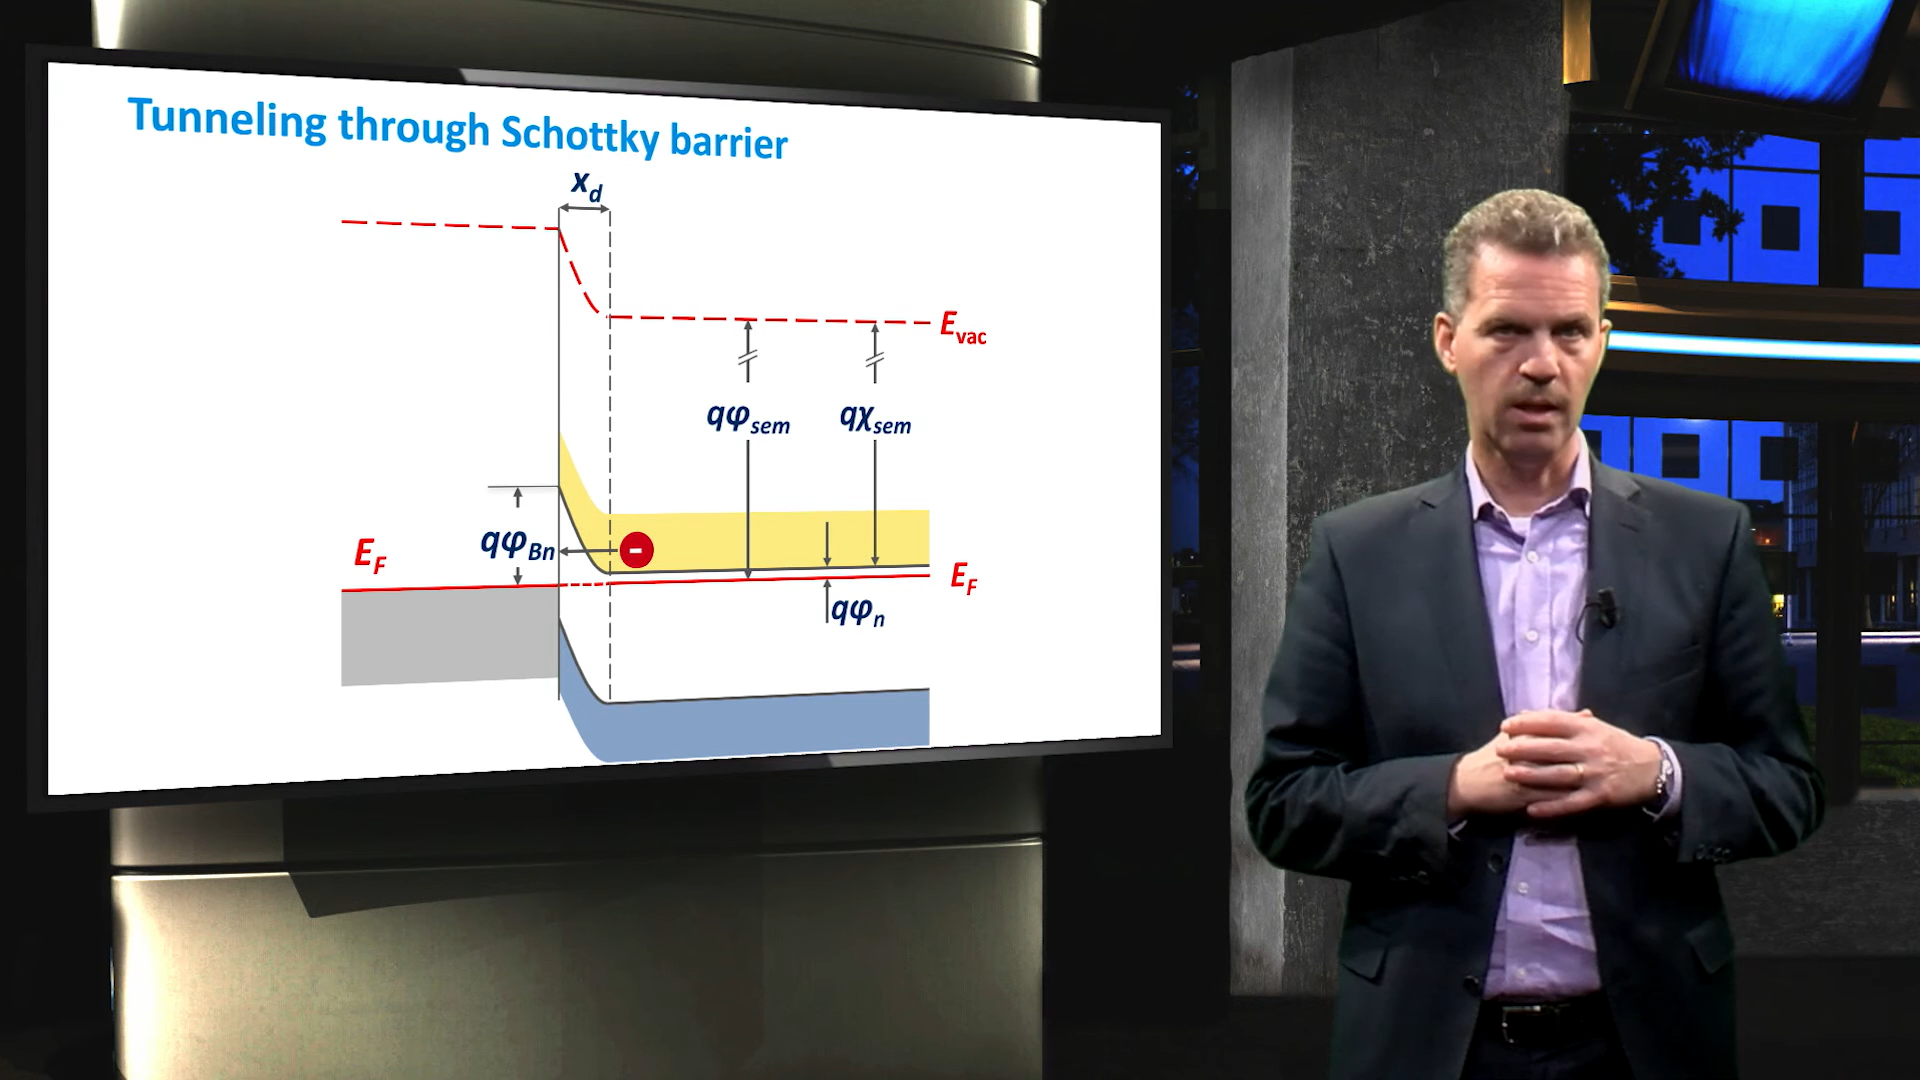 Tunneling through Schottky barrier
x_d
E_vac
qφ_sem qχ_sem
E_F qφ_Bn -
E_F
qφ_n